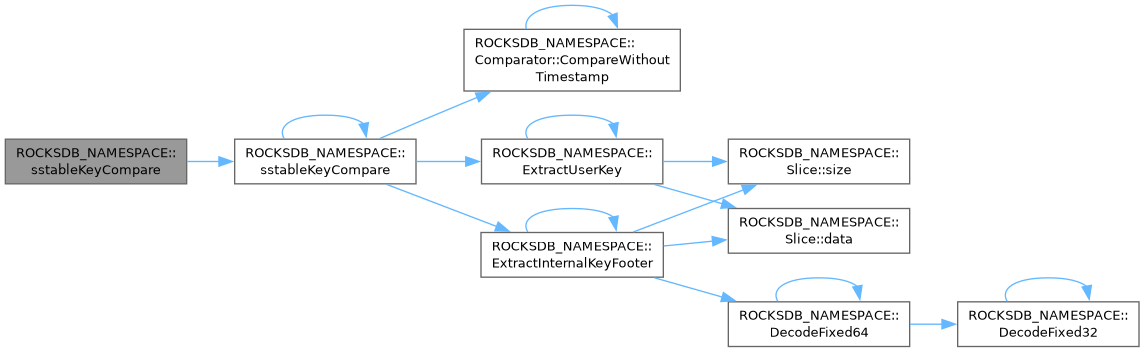 ROCKSDB_NAMESPACE::
sstableKeyCompare
ROCKSDB_NAMESPACE::
sstableKeyCompare
ROCKSDB_NAMESPACE::
Comparator::CompareWithout
Timestamp
ROCKSDB_NAMESPACE::
ExtractUserKey
ROCKSDB_NAMESPACE::
ExtractInternalKeyFooter
ROCKSDB_NAMESPACE::
Slice::size
ROCKSDB_NAMESPACE::
Slice::data
ROCKSDB_NAMESPACE::
DecodeFixed64
ROCKSDB_NAMESPACE::
DecodeFixed32